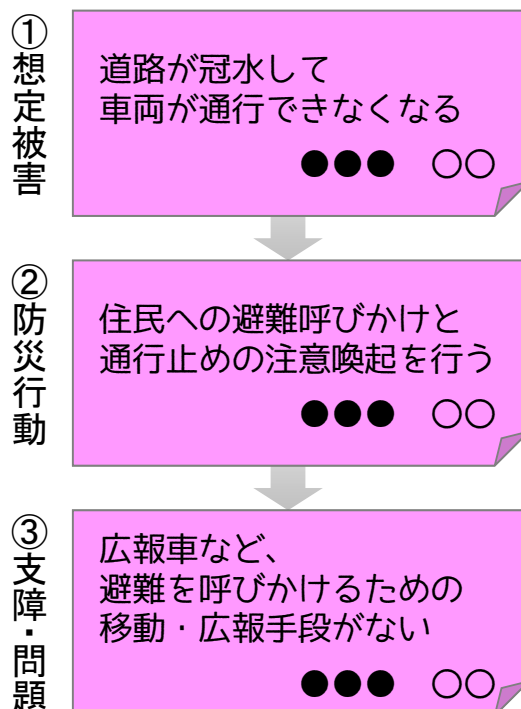 ①想定被害
道路が冠水して
車両が通行できなくなる
●●● ○○
②防災行動
住民への避難呼びかけと
通行止めの注意喚起を行う
●●● ○○
③支障・問題
広報車など、
避難を呼びかけるための
移動・広報手段がない
●●● ○○